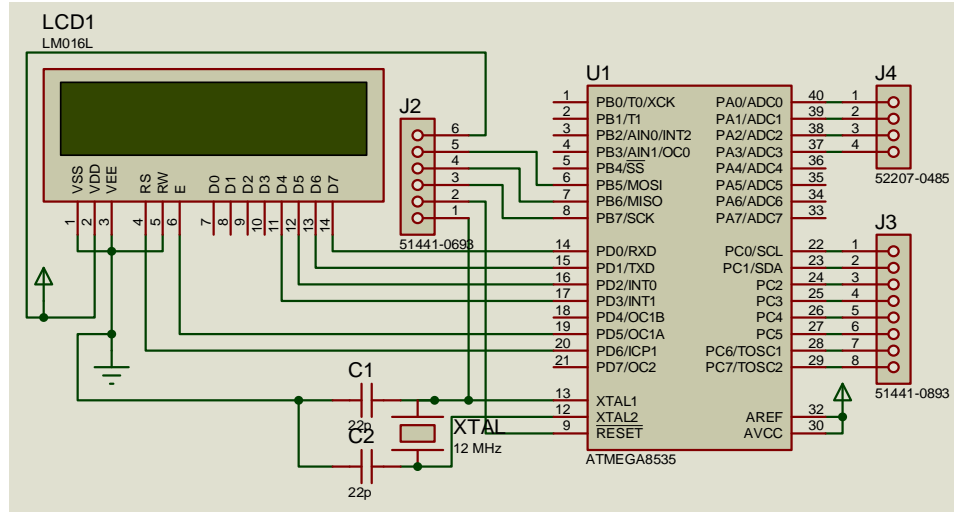 LCD1
LM016L
VSS VDD VEE RS RW E D0 D1 D2 D3 D4 D5 D6 D7
1 2 3 4 5 6 7 8 9 10 11 12 13 14
J2
6
5
4
3
2
1
51441-0693
U1
1 PB0/T0/XCK PA0/ADC0 40
2 PB1/T1 PA1/ADC1 39
3 PB2/AIN0/INT2 PA2/ADC2 38
4 PB3/AIN1/OC0 PA3/ADC3 37
5 PB4/SS PA4/ADC4 36
6 PB5/MOSI PA5/ADC5 35
7 PB6/MISO PA6/ADC6 34
8 PB7/SCK PA7/ADC7 33
14 PD0/RXD PC0/SCL 22
15 PD1/TXD PC1/SDA 23
16 PD2/INT0 PC2 24
17 PD3/INT1 PC3 25
18 PD4/OC1B PC4 26
19 PD5/OC1A PC5 27
20 PD6/ICP1 PC6/TOSC1 28
21 PD7/OC2 PC7/TOSC2 29
13 XTAL1
12 XTAL2 AREF 32
9 RESET AVCC 30
ATMEGA8535
J4
1
2
3
4
52207-0485
J3
1
2
3
4
5
6
7
8
51441-0893
C1
22p
C2
22p
XTAL
12 MHz